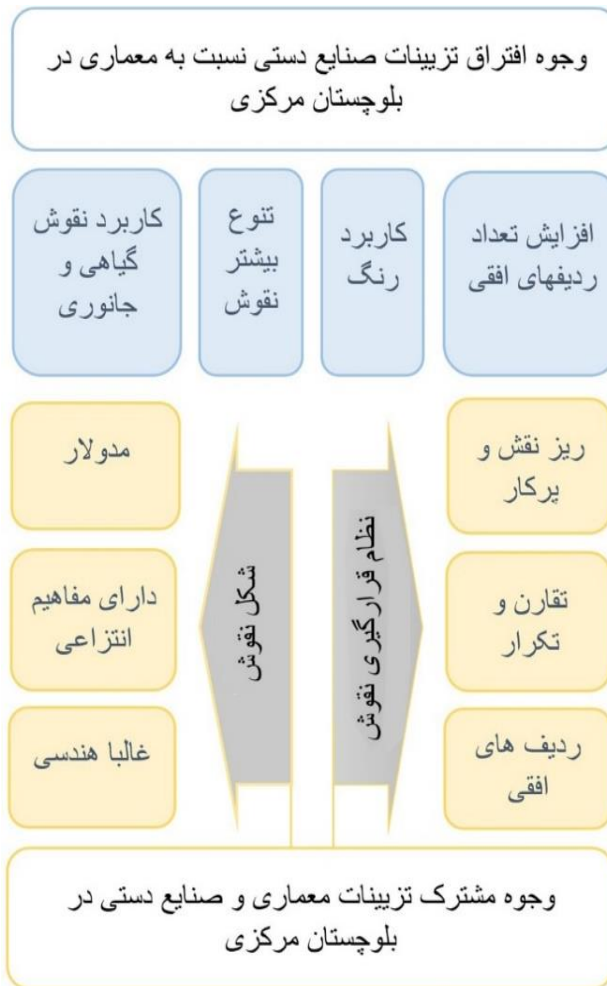 وجوه افتراق تزیینات صنایع دستی نسبت به معماری در
بلوچستان مرکزی
افزایش تعداد
ردیفهای افقی
کاربرد
رنگ
تنوع
بیشتر
نقوش
کاربرد نقوش
گیاهی و
جانوری
ریز نقش و
پرکار
تقارن و
تکرار
ردیف های
افقی
نظام قرارگیری نقوش
شکل نقوش
مدولار
دارای مفاهیم
انتزاعی
غالبا هندسی
وجوه مشترک تزیینات معماری و صنایع دستی در
بلوچستان مرکزی